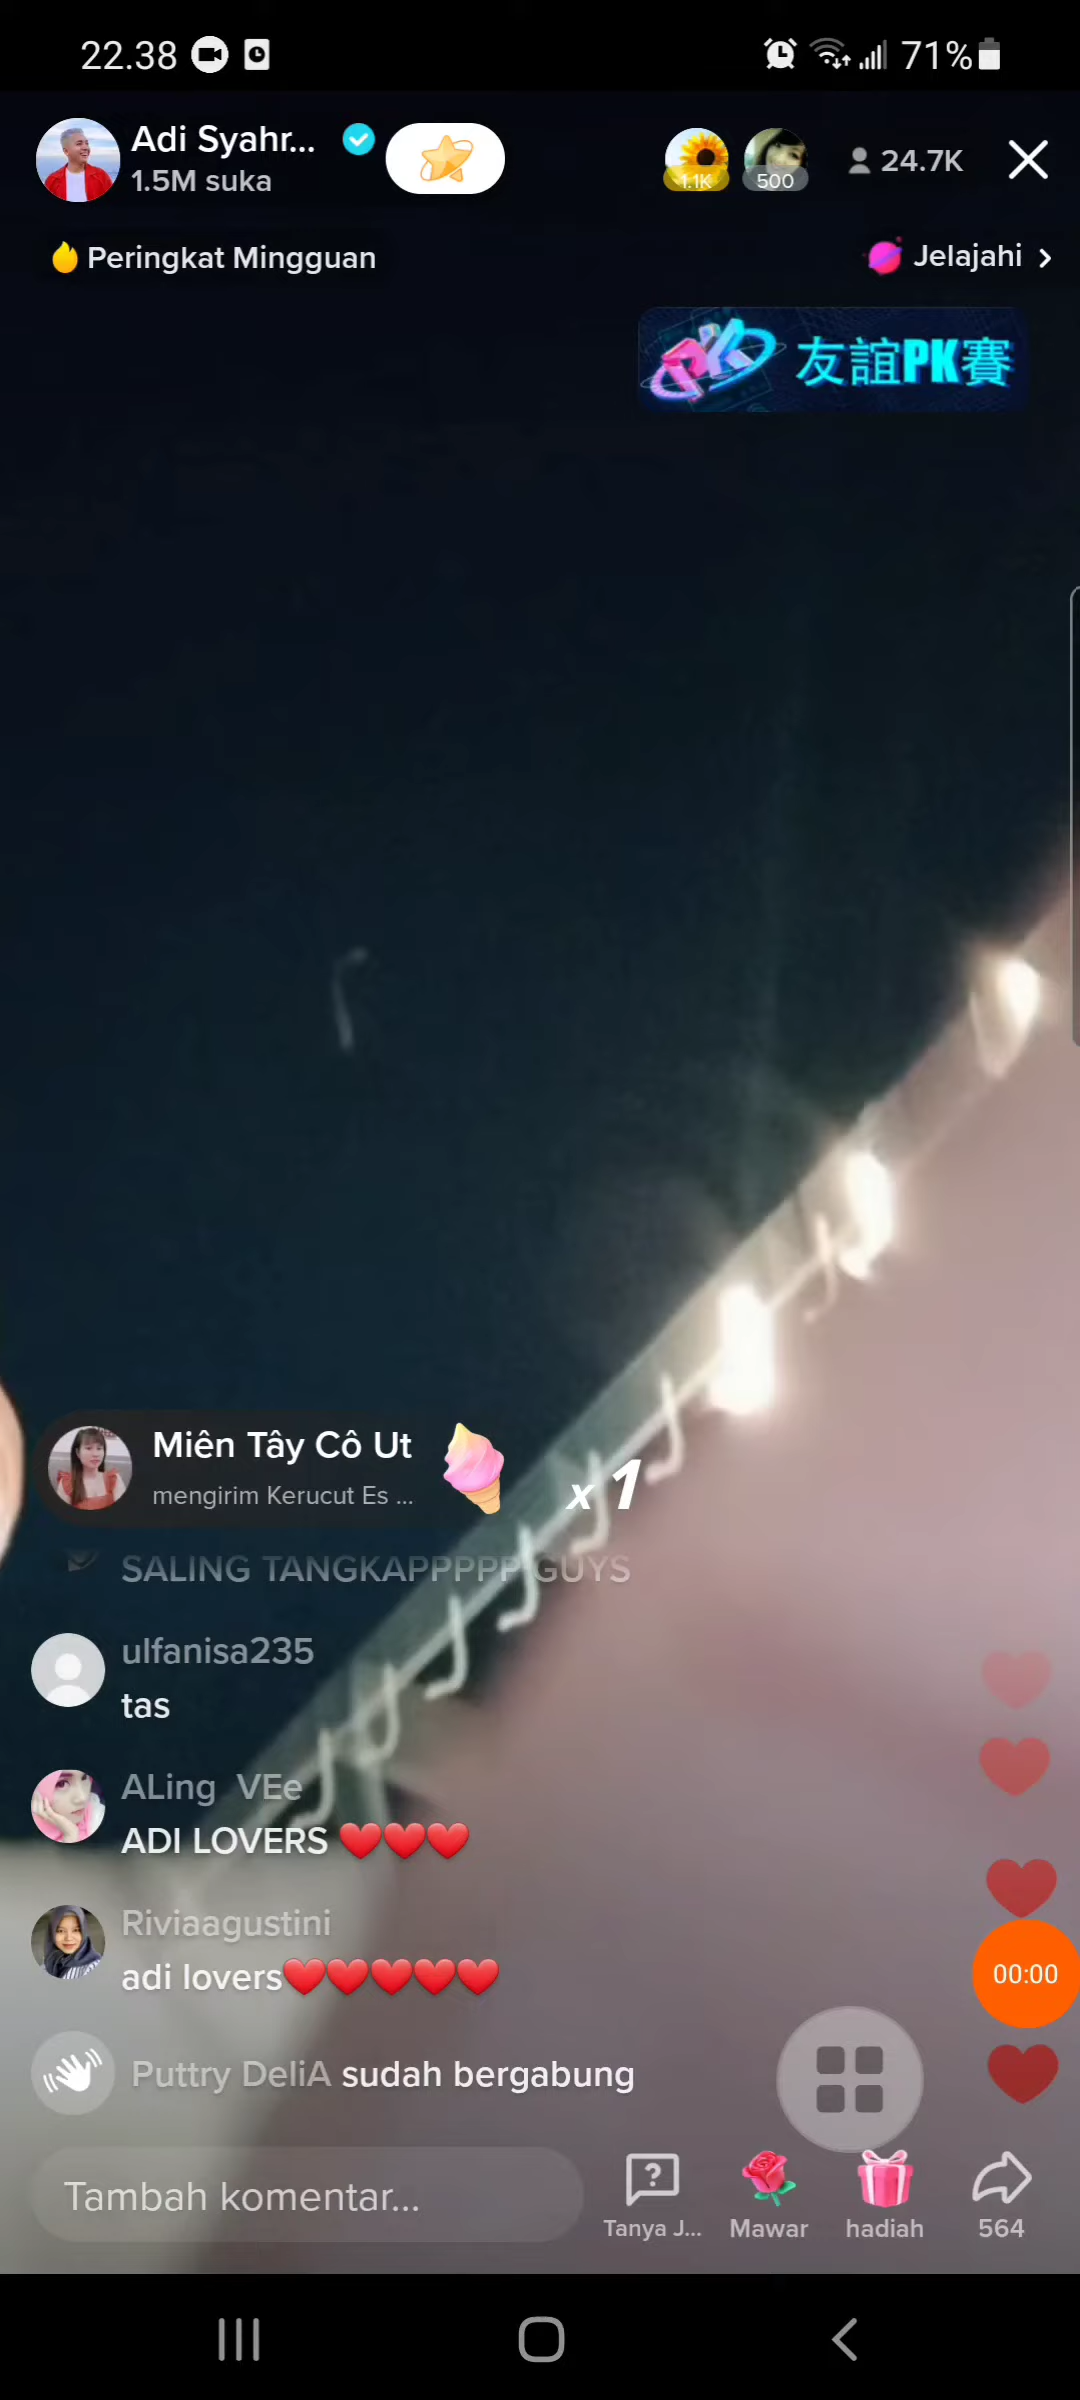 22.38
71%
Adi Syahr...
1.5M suka
1.1K
500
24.7K
Peringkat Mingguan
Jelajahi
友誼PK賽
Miên Tây Cô Ut
mengirim Kerucut Es ...
x 1
SALING TANGKAPPPPP GUYS
ulfanisa235
tas
ALing VEe
ADI LOVERS ❤️❤️❤️
Riviaagustini
adi lovers❤️❤️❤️❤️❤️
00:00
Puttry DeliA sudah bergabung
Tambah komentar...
Tanya J...
Mawar
hadiah
564